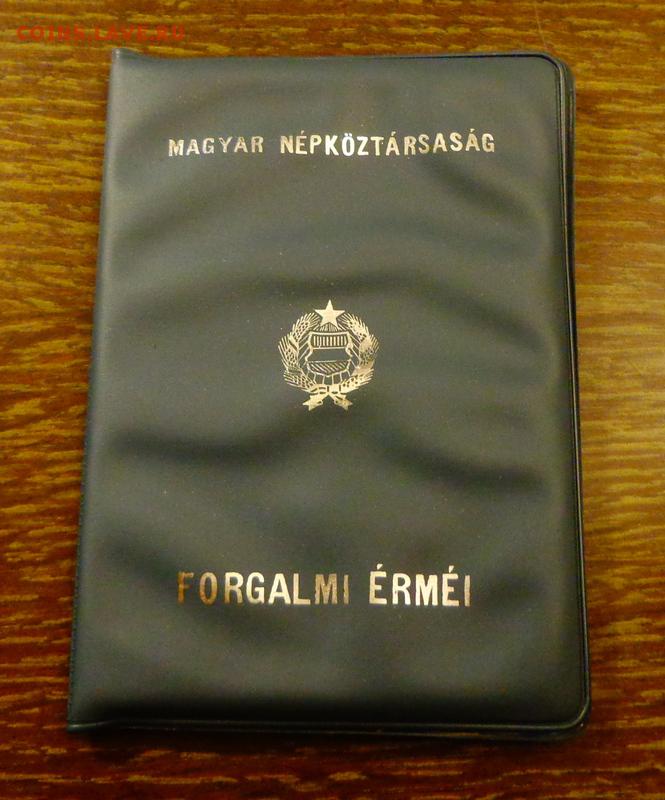 COINS.LAVE.RU
MAGYAR NÉPKÖZTÁRSASÁG
FORGALMI ÉRMÉI